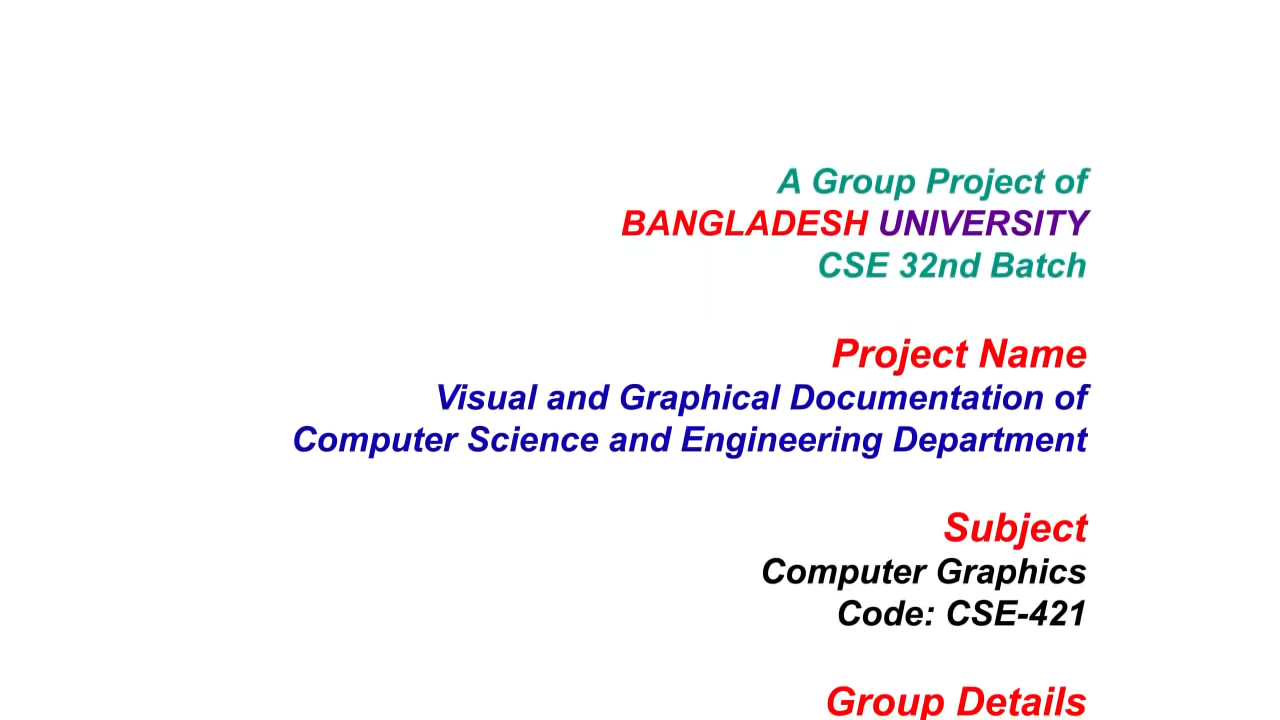 A Group Project of
BANGLADESH UNIVERSITY
CSE 32nd Batch
Project Name
Visual and Graphical Documentation of
Computer Science and Engineering Department
Subject
Computer Graphics
Code: CSE-421
Group Details